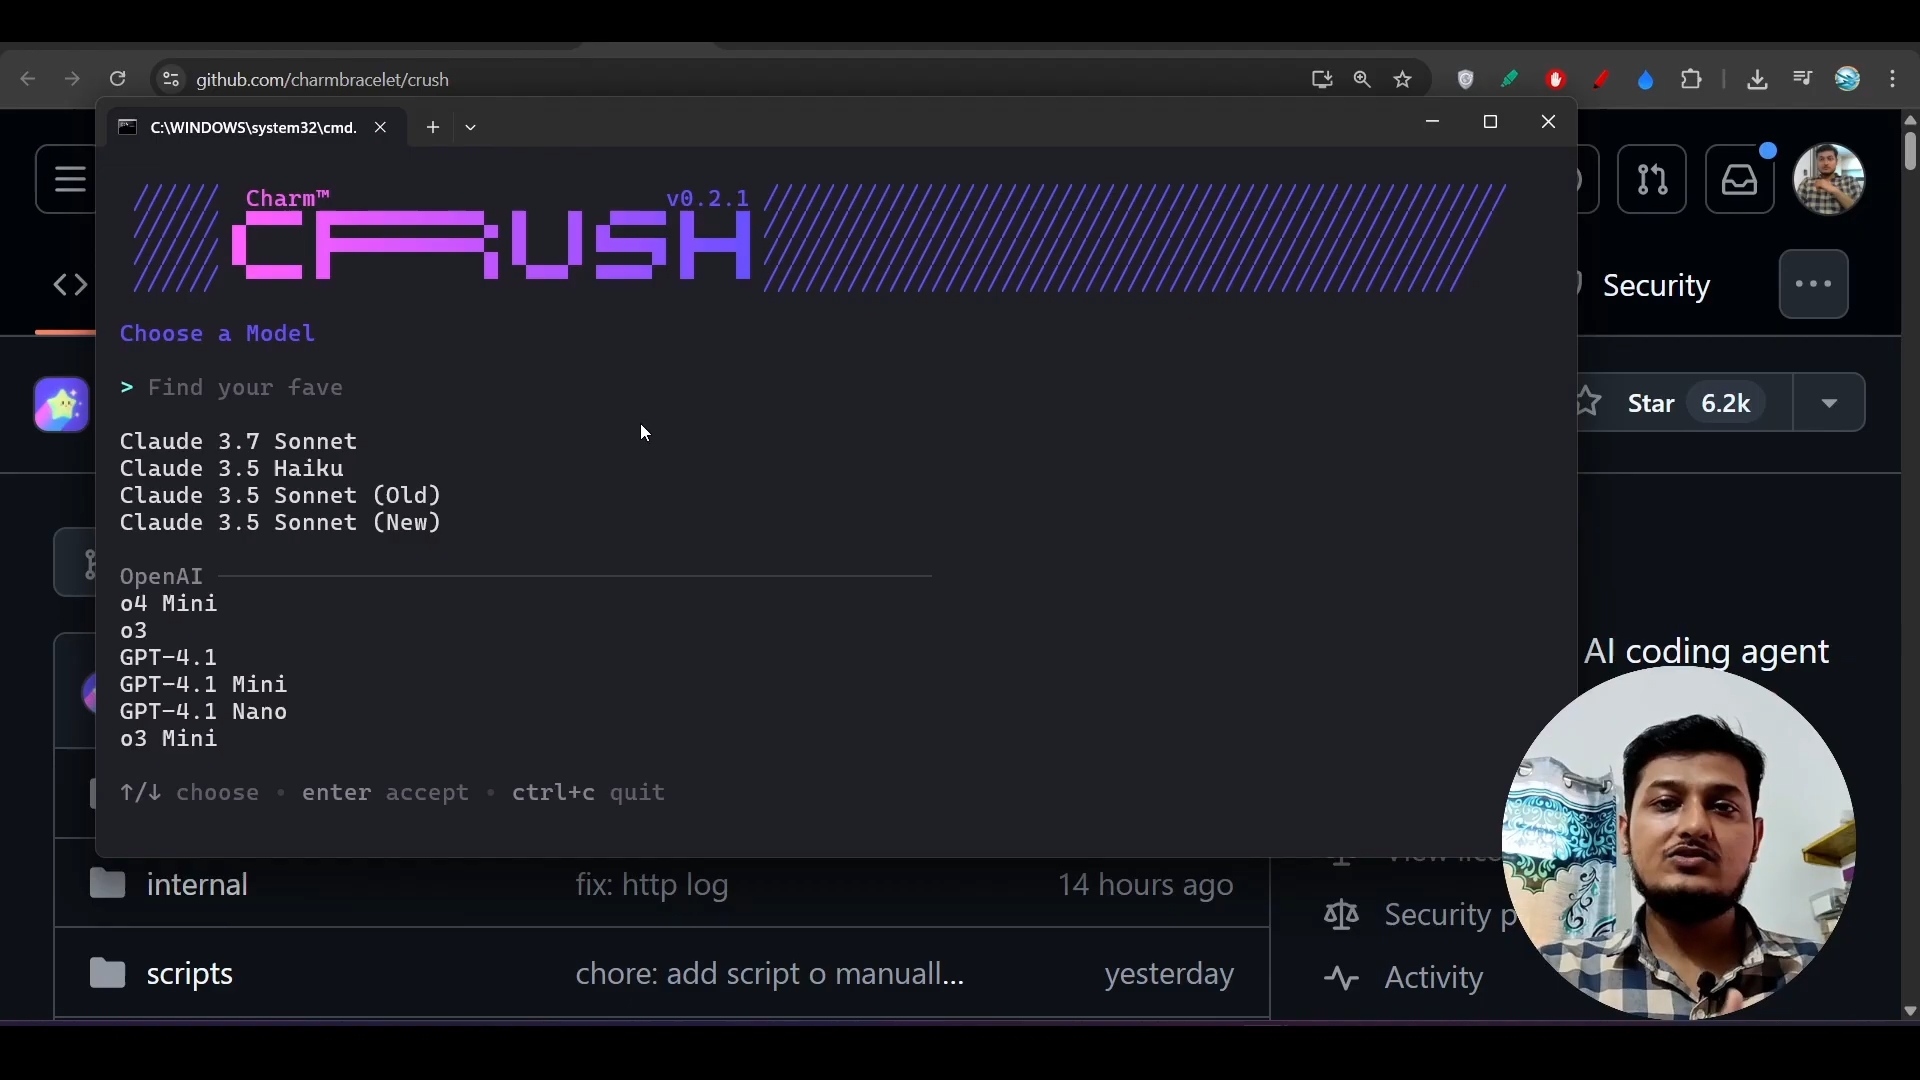 github.com/charmbracelet/crush
C:\WINDOWS\system32\cmd.
Charm™
v0.2.1
CRUSH
Choose a Model
> Find your fave
Claude 3.7 Sonnet
Claude 3.5 Haiku
Claude 3.5 Sonnet (Old)
Claude 3.5 Sonnet (New)
OpenAI
o4 Mini
o3
GPT-4.1
GPT-4.1 Mini
GPT-4.1 Nano
o3 Mini
↑/↓ choose • enter accept • ctrl+c quit
Security
Star 6.2k
AI coding agent
internal fix: http log 14 hours ago
scripts chore: add script o manuall... yesterday
Security p
Activity